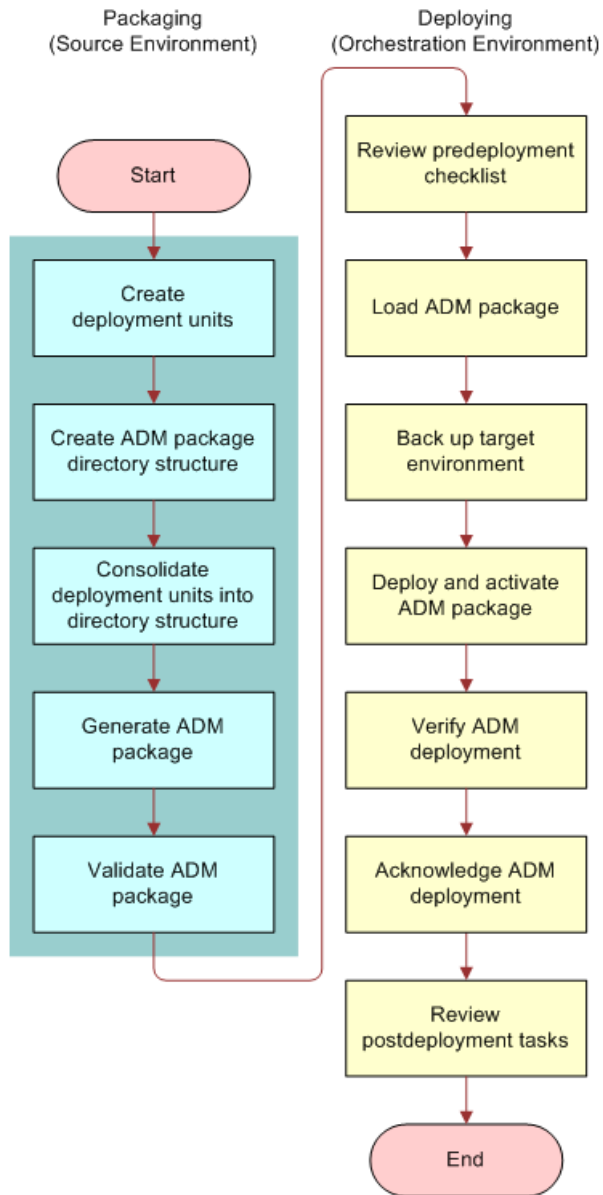 Packaging
(Source Environment)
Start
Create
deployment units
Create ADM package
directory structure
Consolidate
deployment units into
directory structure
Generate ADM
package
Validate ADM
package
Deploying
(Orchestration Environment)
Review predeployment
checklist
Load ADM package
Back up target
environment
Deploy and activate
ADM package
Verify ADM
deployment
Acknowledge ADM
deployment
Review
postdeployment tasks
End